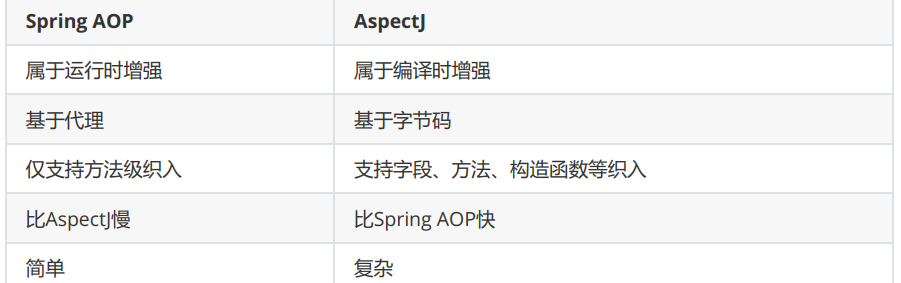 Spring AOP AspectJ
属于运行时增强 属于编译时增强
基于代理 基于字节码
仅支持方法级织入 支持字段、方法、构造函数等织入
比AspectJ慢 比Spring AOP快
简单 复杂